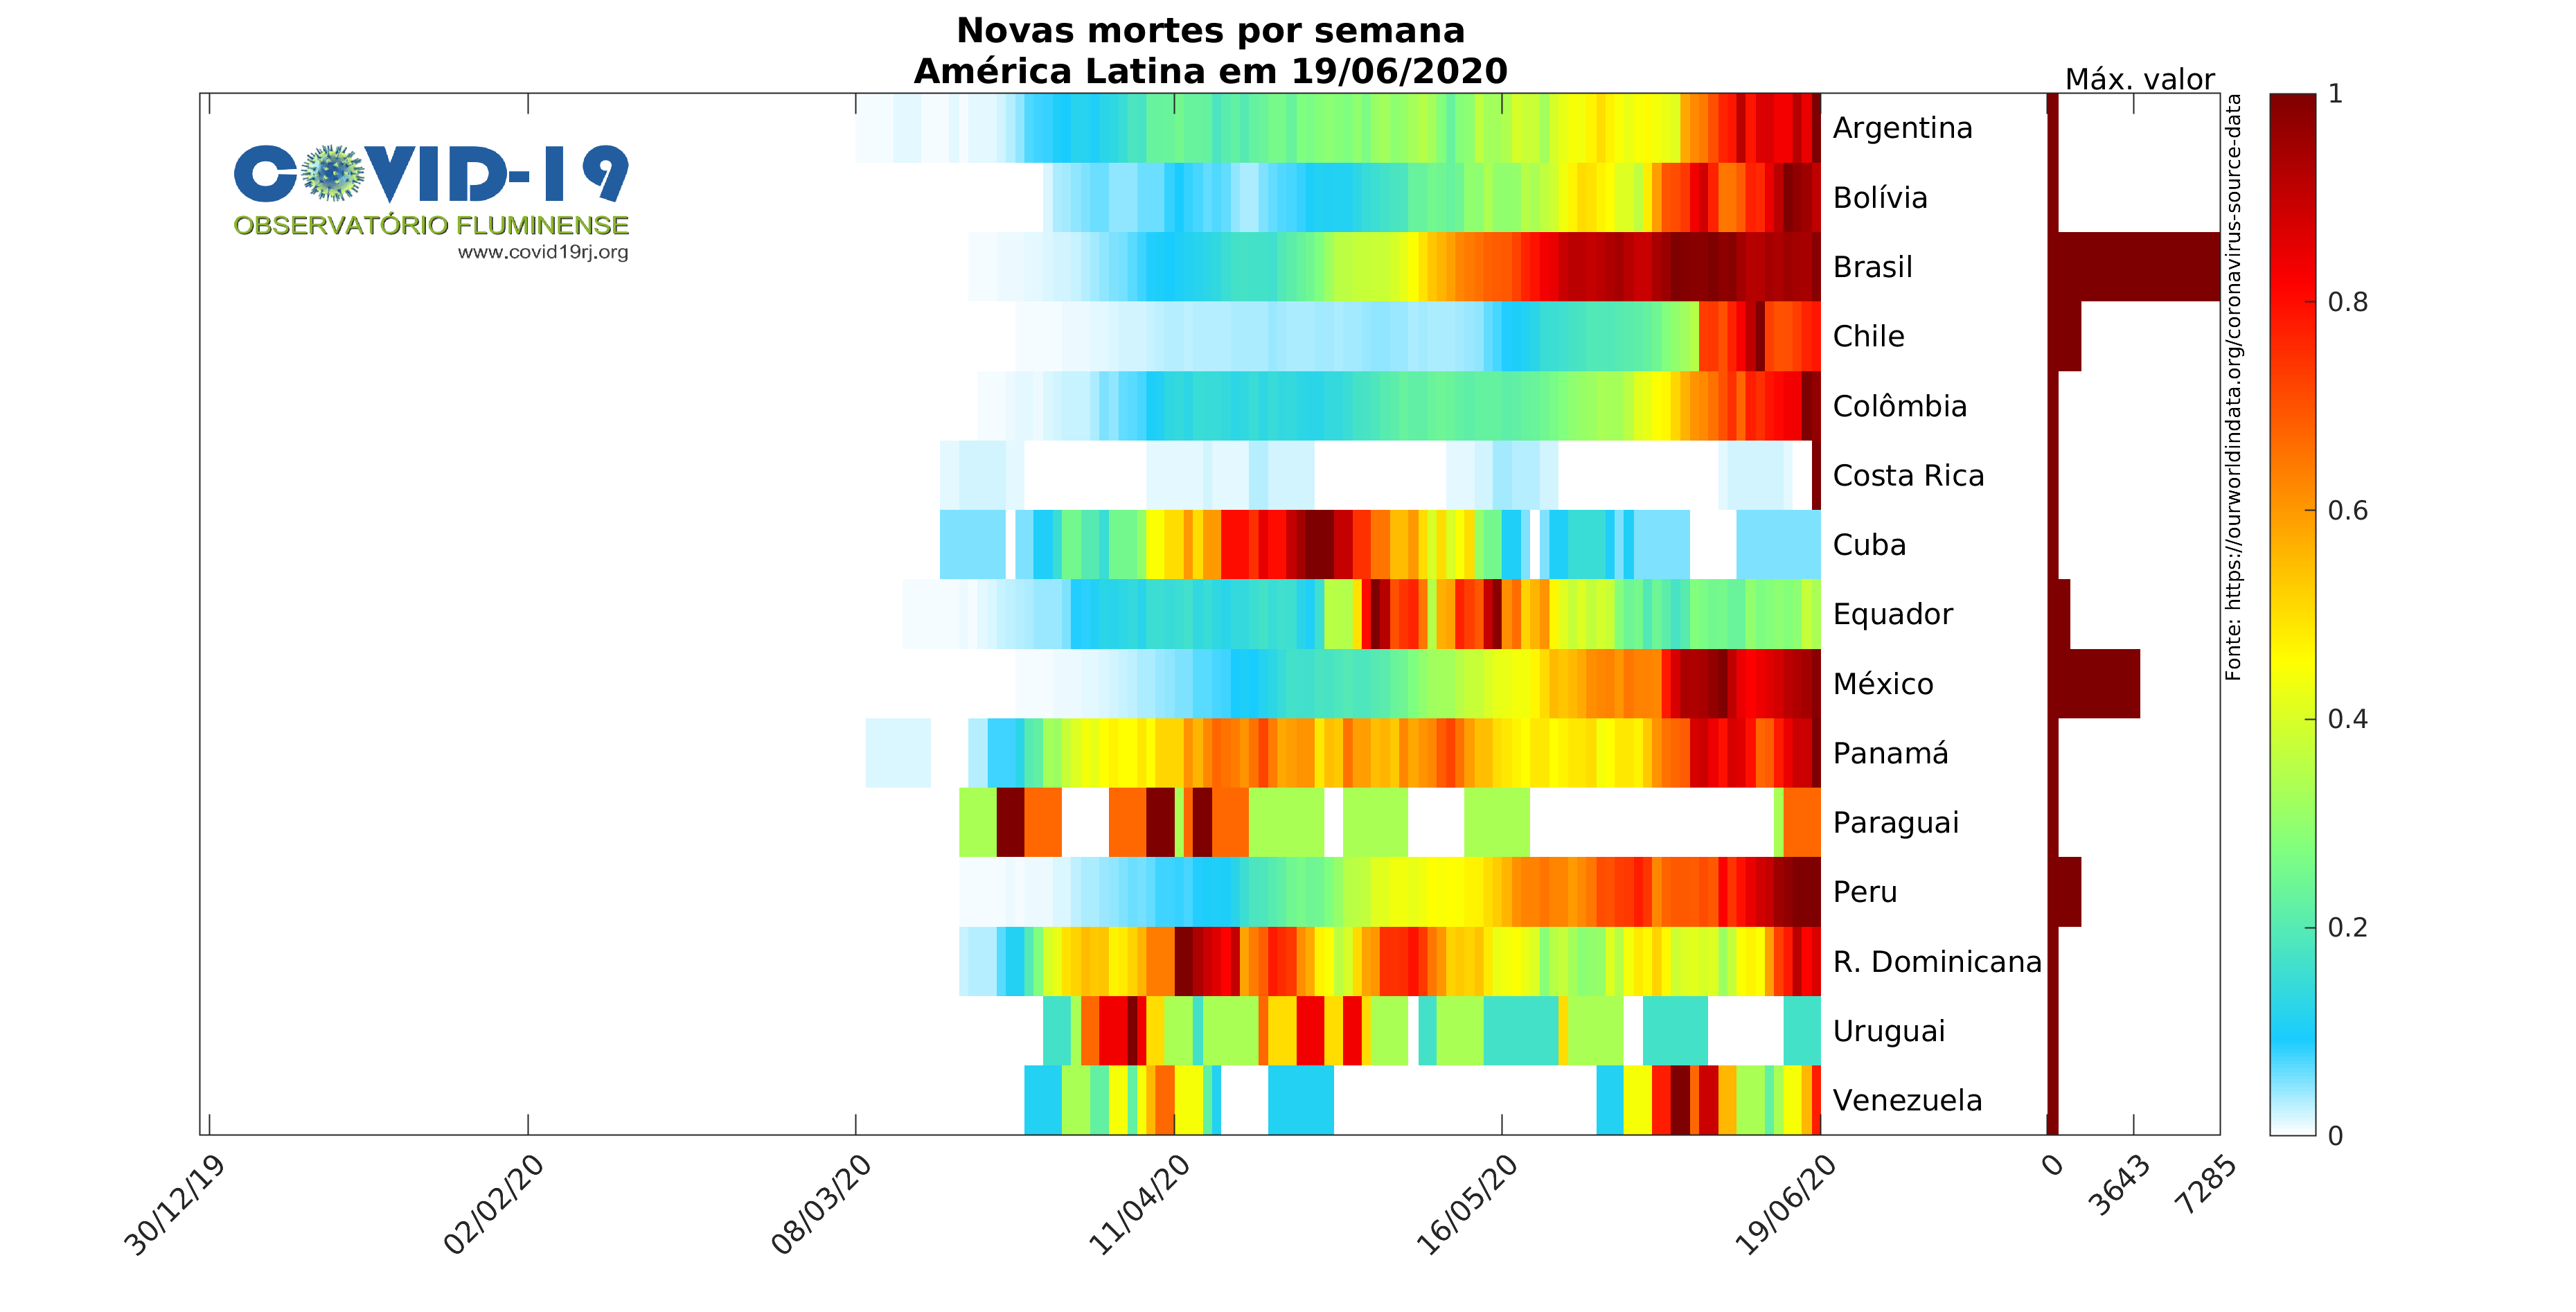 Novas mortes por semana
América Latina em 19/06/2020
Máx. valor
COVID-19
OBSERVATÓRIO FLUMINENSE
www.covid19rj.org
Argentina
Bolívia
Brasil
Chile
Colômbia
Costa Rica
Cuba
Equador
México
Panamá
Paraguai
Peru
R. Dominicana
Uruguai
Venezuela
Fonte: https://ourworldindata.org/coronavirus-source-data
1
0.8
0.6
0.4
0.2
0
30/12/19
02/02/20
08/03/20
11/04/20
16/05/20
19/06/20
0
3643
7285